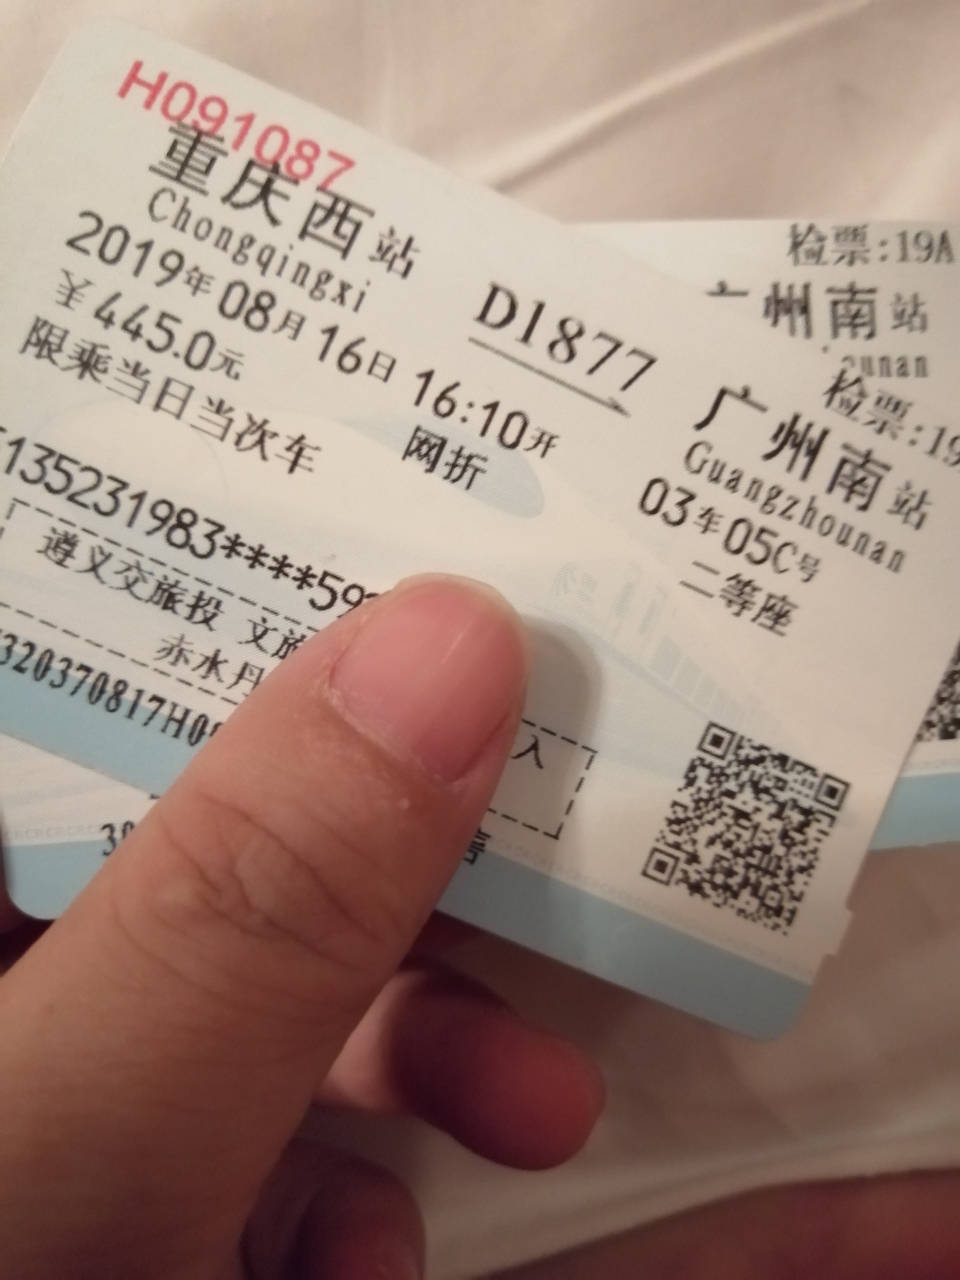 H091087
检票:19
重庆西站
D1877
广州南站
Chongqingxi
Guangzhounan
2019年08月16日16:10开
03车05C号
¥445.0元
网折
二等座
限乘当日当次车
135231983****59
遵义交旅投 文旅
赤水丹
入
320370817H0
检票:19A
州南站
unan